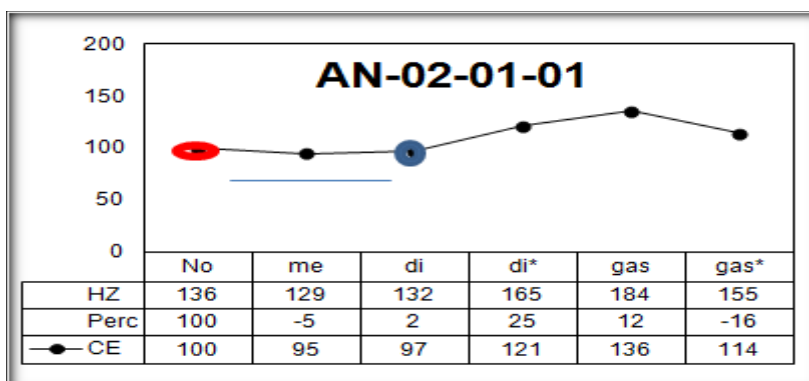 200
AN-02-01-01
150
100
50
0
No me di di* gas gas*
HZ 136 129 132 165 184 155
Perc 100 -5 2 25 12 -16
CE 100 95 97 121 136 114